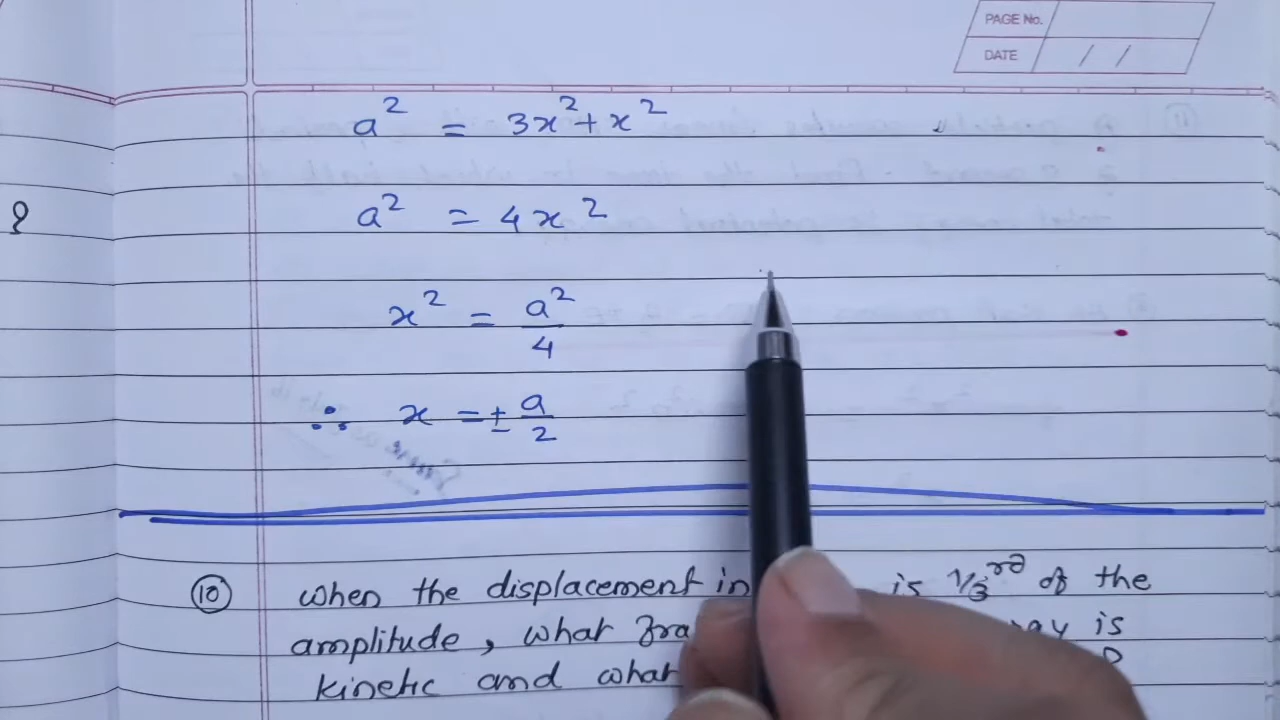 PAGE No.
DATE / /
a² = 3x² + x²
a² = 4x²
x² = a²/4
∴ x = ± a/2
⑩ when the displacement in is 1/3rd of the
amplitude, what is
kinetic and what